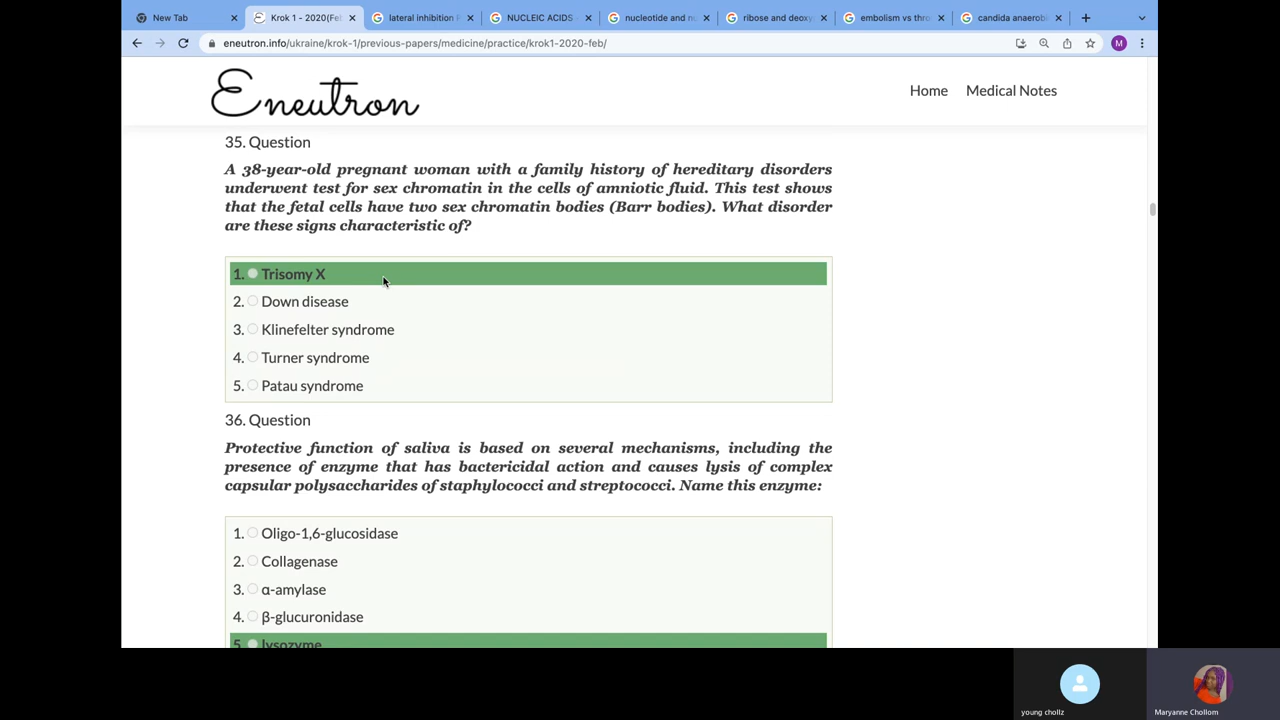 New Tab
Krok 1 - 2020(Fe
lateral inhibition
NUCLEIC ACIDS
nucleotide and n
ribose and deoxy
embolism vs thr
candida anaerob
eneutron.info/ukraine/krok-1/previous-papers/medicine/practice/krok1-2020-feb/
M
Eneutron
Home Medical Notes
35. Question
A 38-year-old pregnant woman with a family history of hereditary disorders
underwent test for sex chromatin in the cells of amniotic fluid. This test shows
that the fetal cells have two sex chromatin bodies (Barr bodies). What disorder
are these signs characteristic of?
1. Trisomy X
2. Down disease
3. Klinefelter syndrome
4. Turner syndrome
5. Patau syndrome
36. Question
Protective function of saliva is based on several mechanisms, including the
presence of enzyme that has bactericidal action and causes lysis of complex
capsular polysaccharides of staphylococci and streptococci. Name this enzyme:
1. Oligo-1,6-glucosidase
2. Collagenase
3. α-amylase
4. β-glucuronidase
5. lysozyme
young chollz
Maryanne Chollom